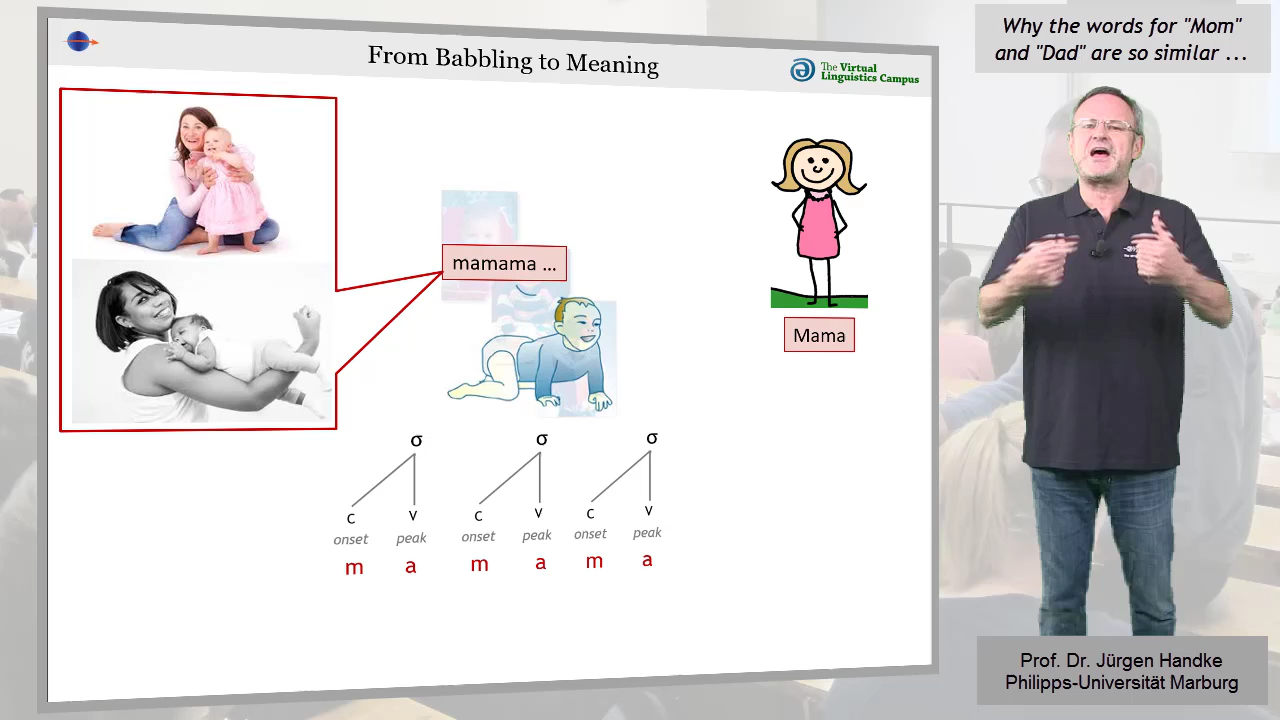 From Babbling to Meaning
The Virtual
Linguistics Campus
Why the words for "Mom"
and "Dad" are so similar ...
mamama ...
Mama
σ σ σ
c v c v c v
onset peak onset peak onset peak
m a m a m a
Prof. Dr. Jürgen Handke
Philipps-Universität Marburg